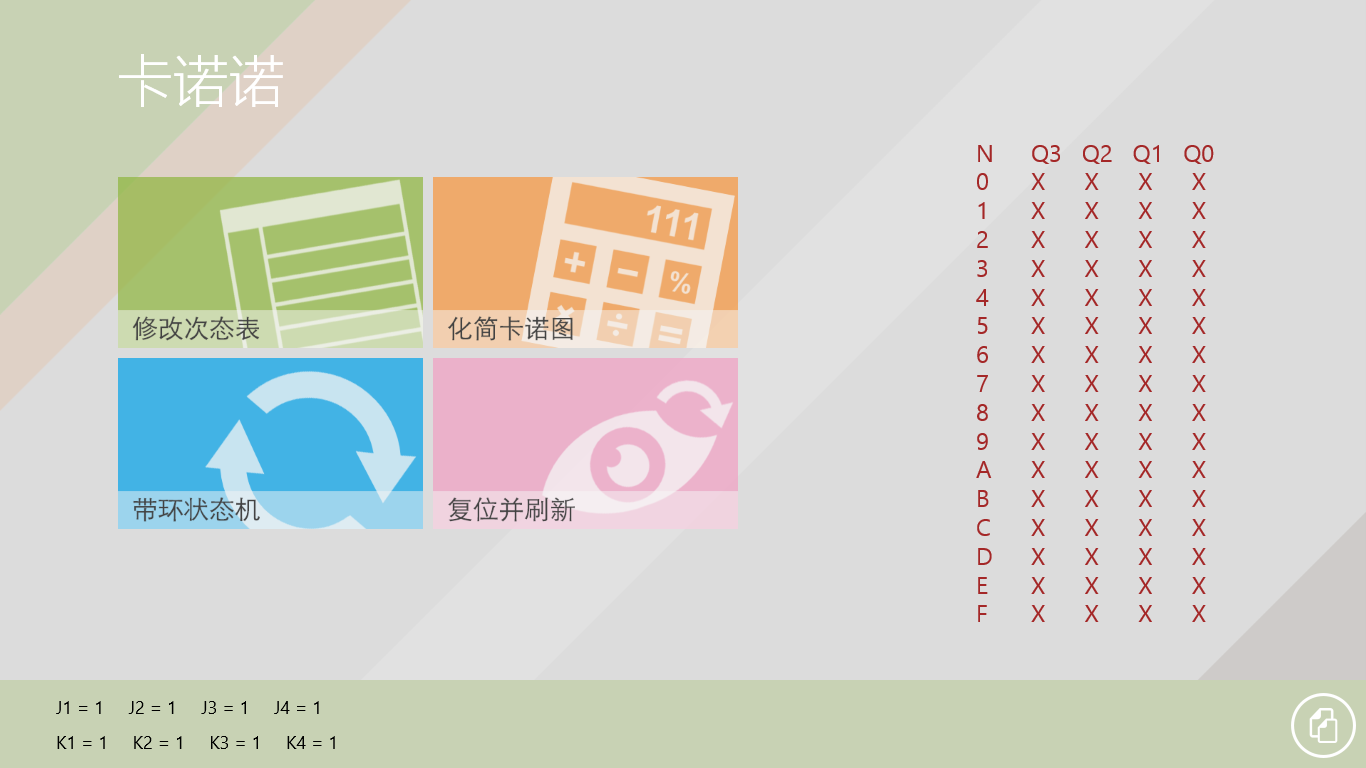 卡诺诺
修改次态表
111
+ − %
× ÷ =
化简卡诺图
带环状态机
复位并刷新
N Q3 Q2 Q1 Q0
0 X X X X
1 X X X X
2 X X X X
3 X X X X
4 X X X X
5 X X X X
6 X X X X
7 X X X X
8 X X X X
9 X X X X
A X X X X
B X X X X
C X X X X
D X X X X
E X X X X
F X X X X
J1 = 1 J2 = 1 J3 = 1 J4 = 1
K1 = 1 K2 = 1 K3 = 1 K4 = 1